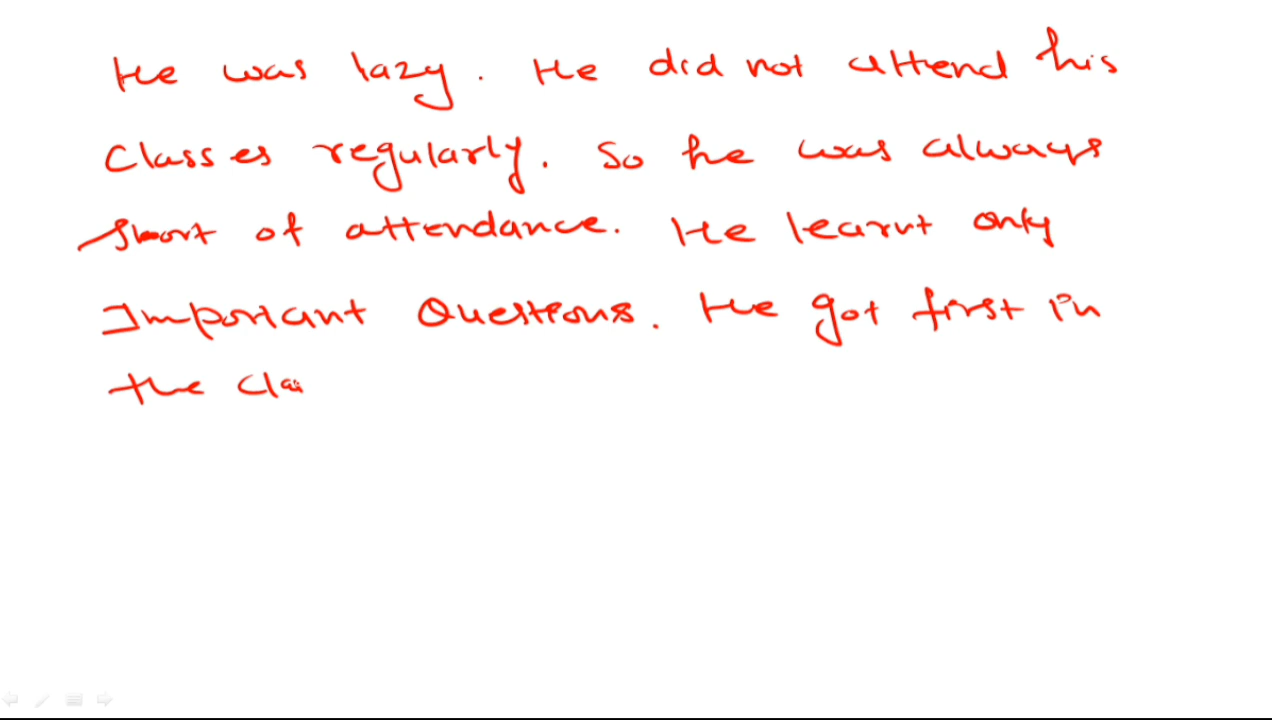 He was lazy. He did not attend his
classes regularly. So he was always
short of attendance. He learnt only
Important Questions. He got first in
the cla